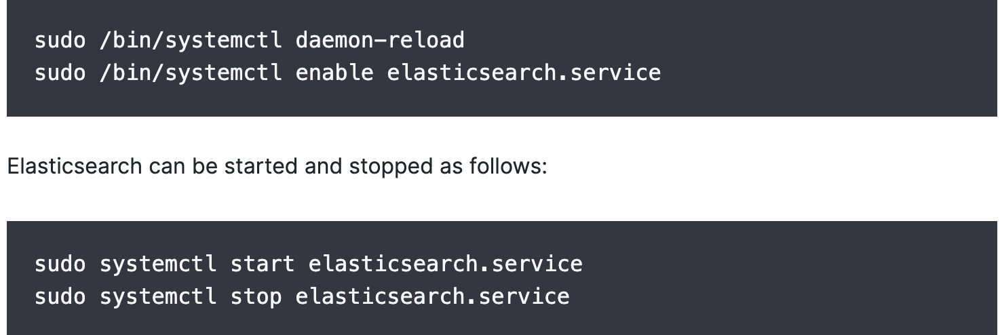 sudo /bin/systemctl daemon-reload
sudo /bin/systemctl enable elasticsearch.service
Elasticsearch can be started and stopped as follows:
sudo systemctl start elasticsearch.service
sudo systemctl stop elasticsearch.service